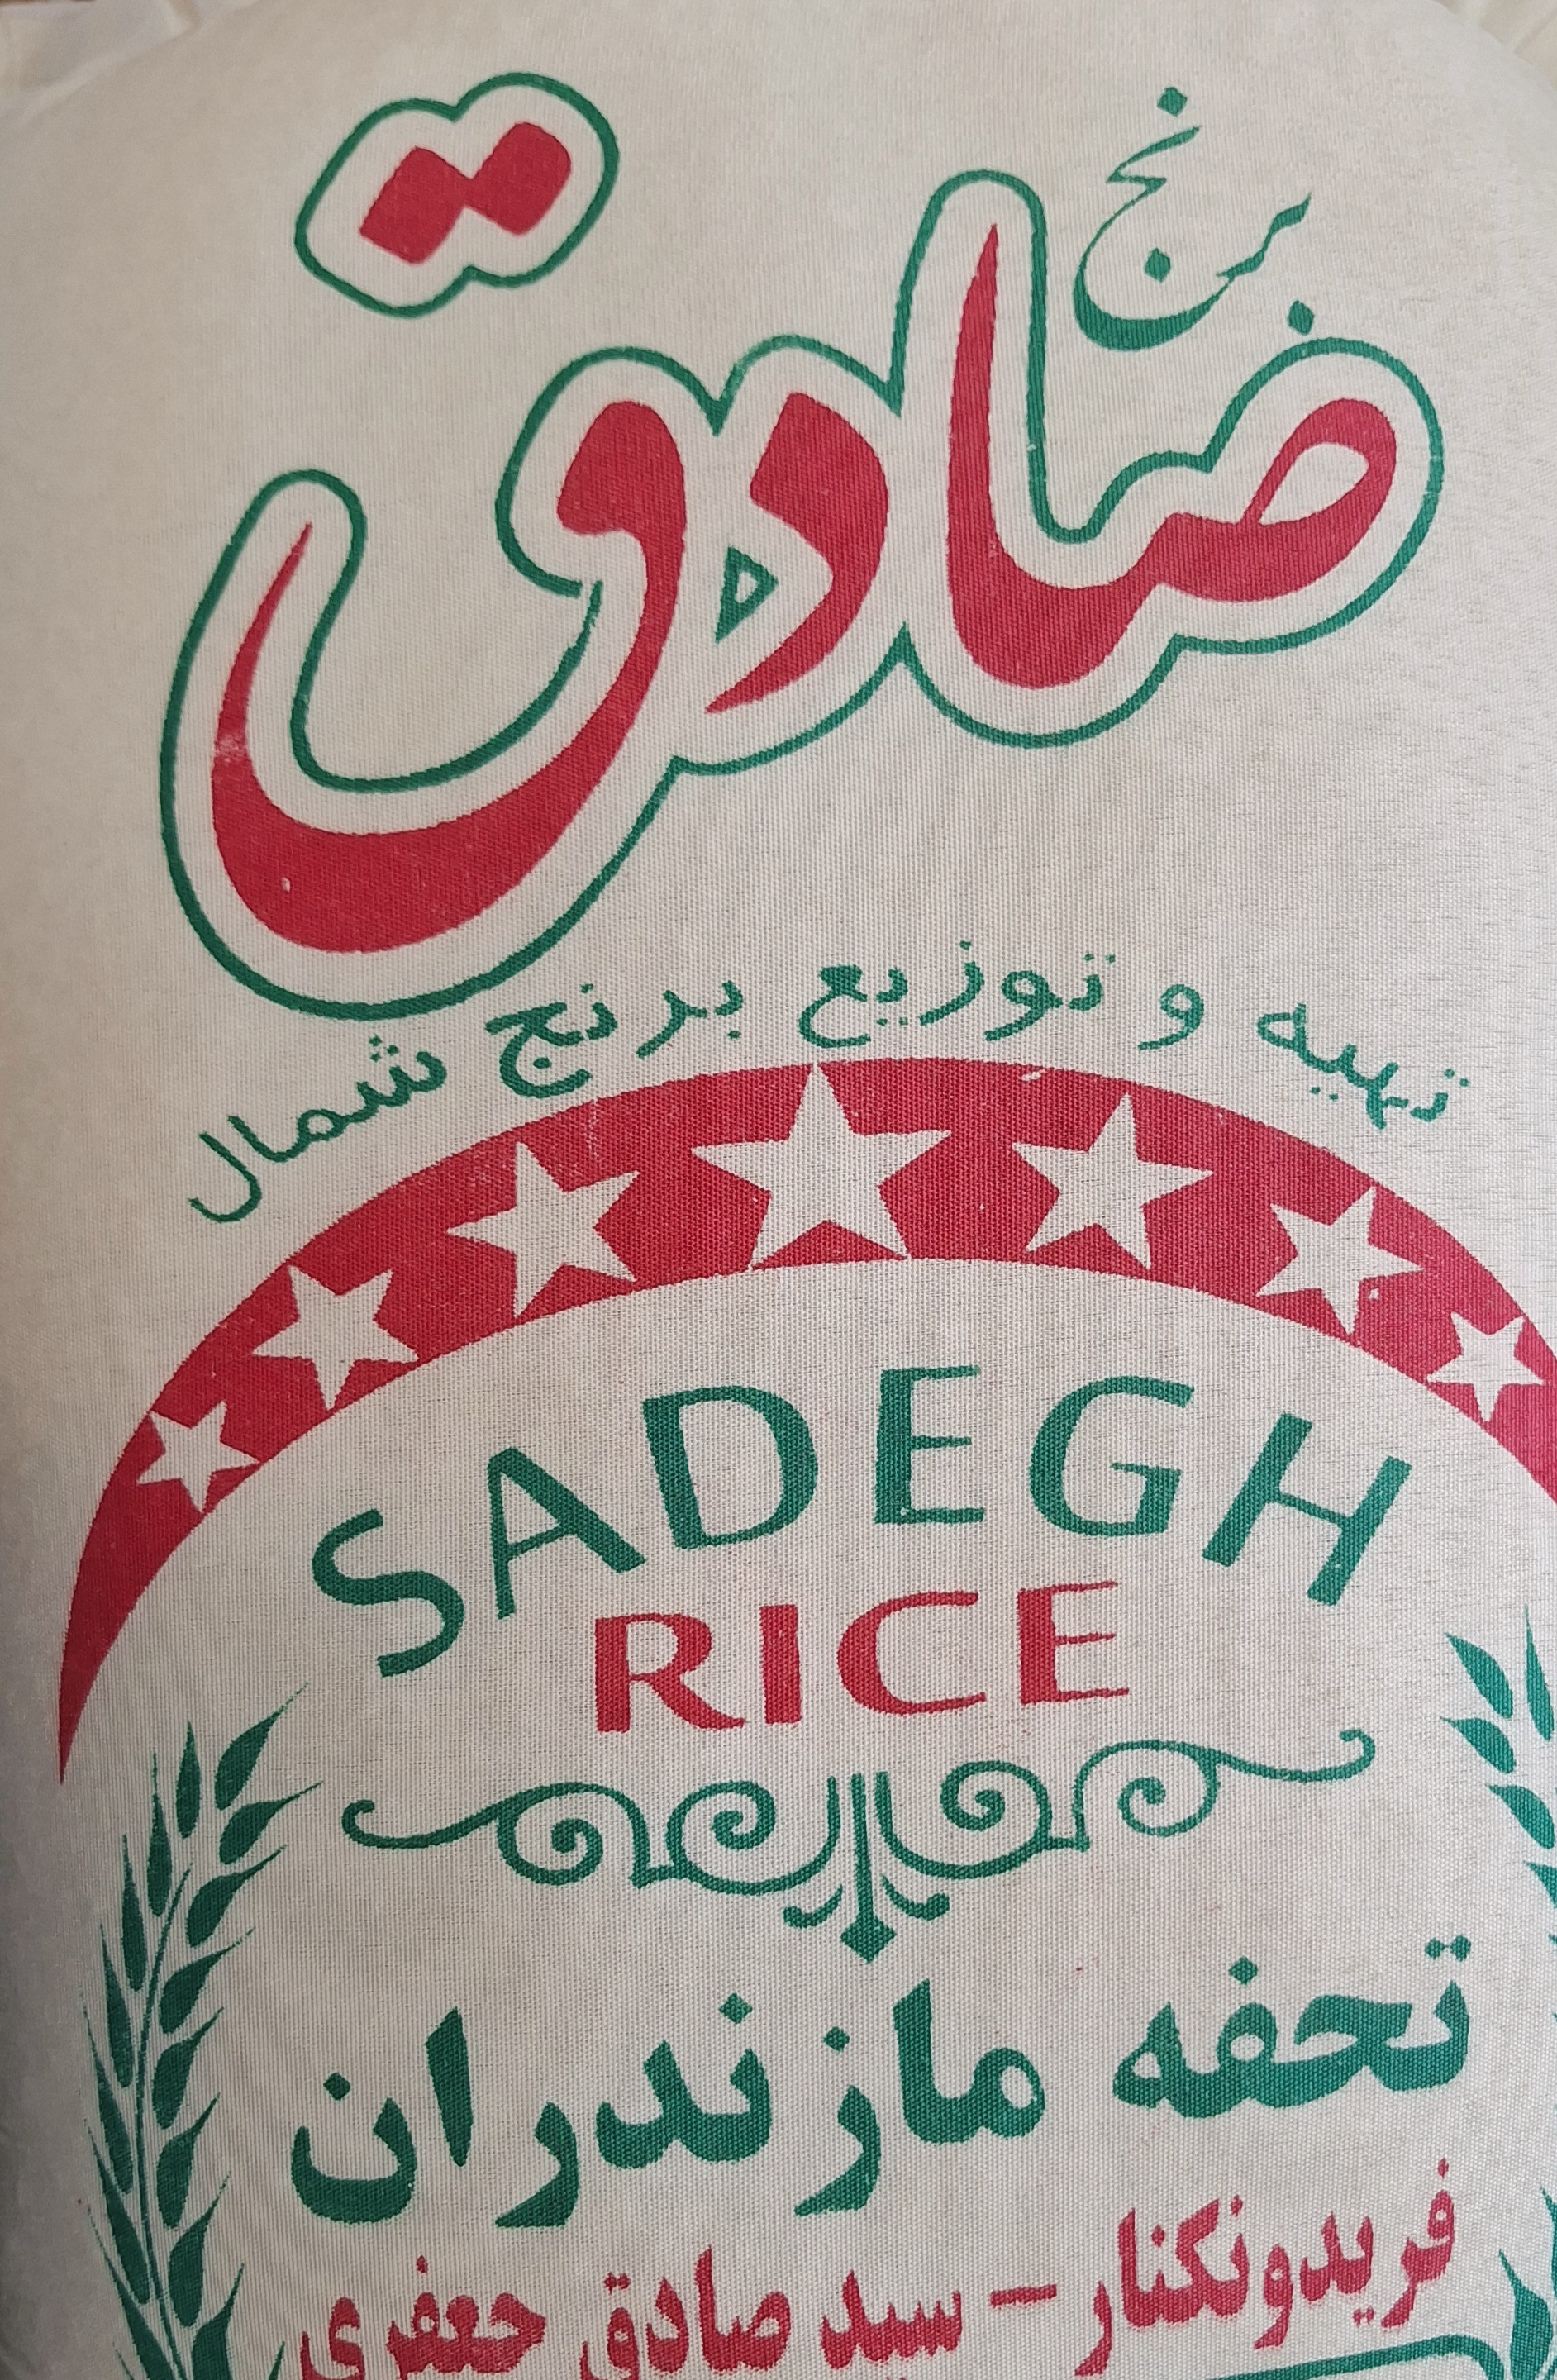 برنج
صادق
تهیه و توزیع برنج شمال
SADEGH
RICE
تحفه مازندران
فریدونکنار - سید صادق جعفری